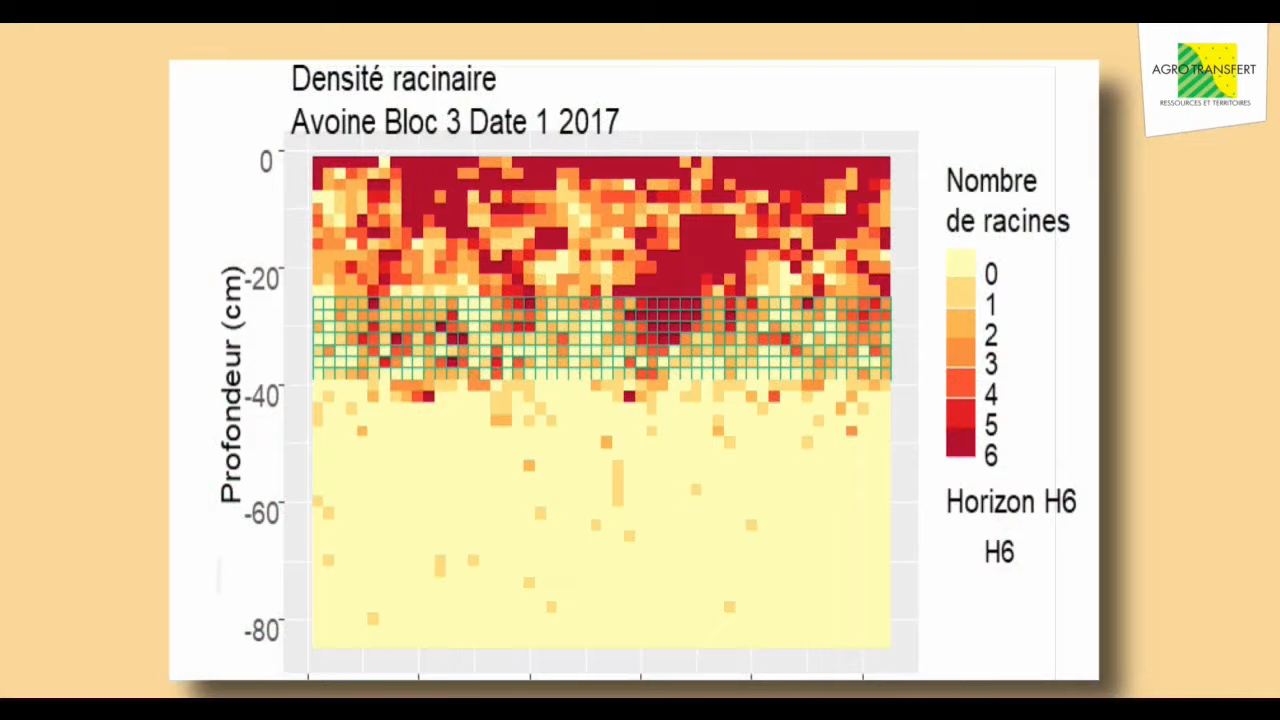 AGRO TRANSFERT
RESSOURCES ET TERRITOIRES
Densité racinaire
Avoine Bloc 3 Date 1 2017
Profondeur (cm)
0
-20
-40
-60
-80
Nombre
de racines
0
1
2
3
4
5
6
Horizon H6
H6